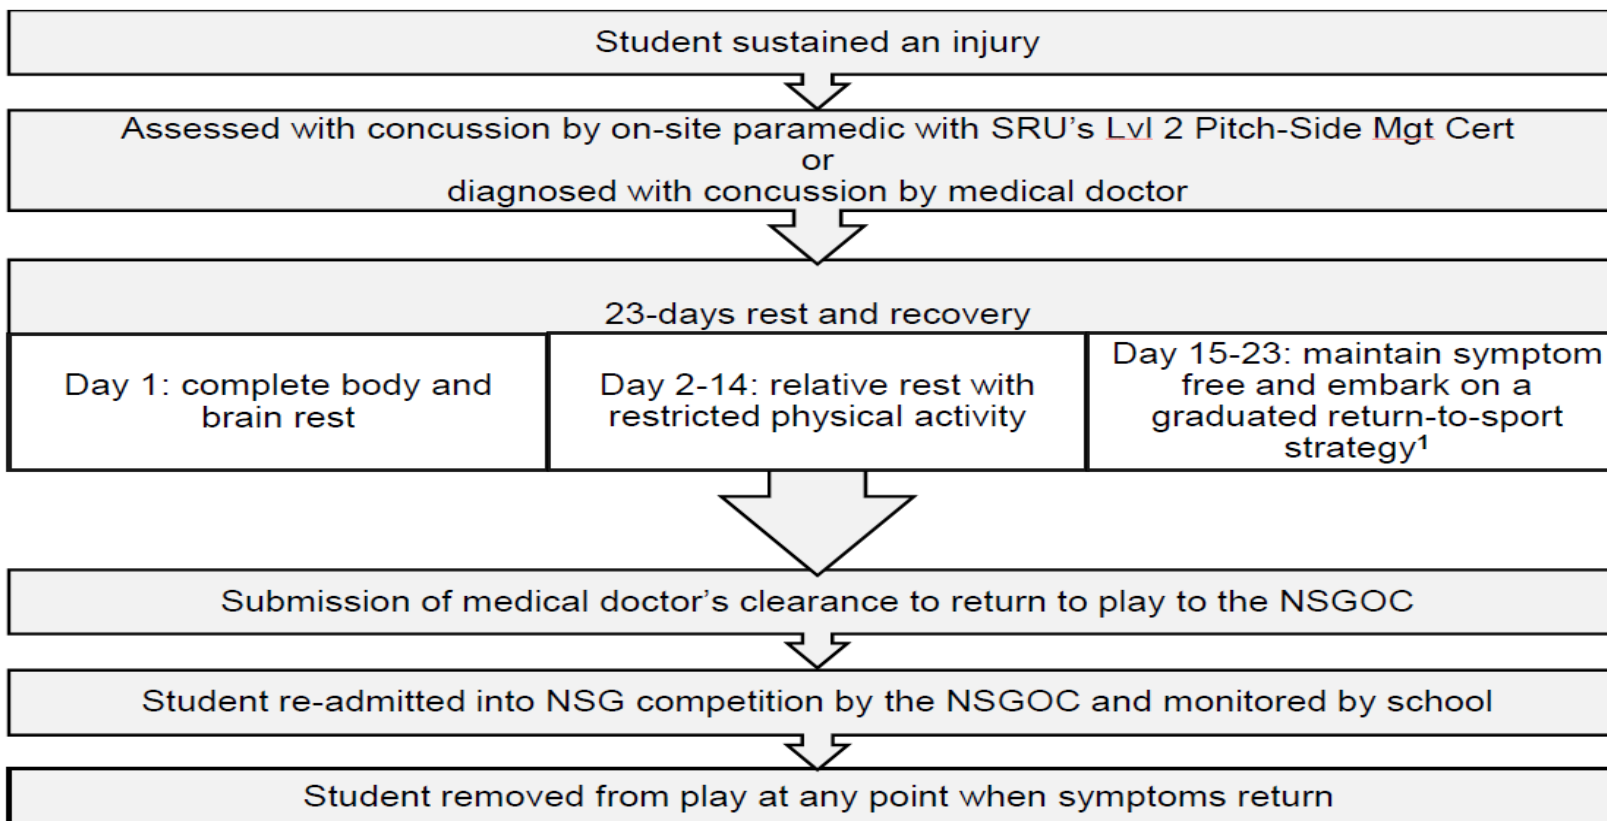 Student sustained an injury
Assessed with concussion by on-site paramedic with SRU's Lvl 2 Pitch-Side Mgt Cert
or
diagnosed with concussion by medical doctor
23-days rest and recovery
Day 1: complete body and
brain rest
Day 2-14: relative rest with
restricted physical activity
Day 15-23: maintain symptom
free and embark on a
graduated return-to-sport
strategy¹
Submission of medical doctor's clearance to return to play to the NSGOC
Student re-admitted into NSG competition by the NSGOC and monitored by school
Student removed from play at any point when symptoms return